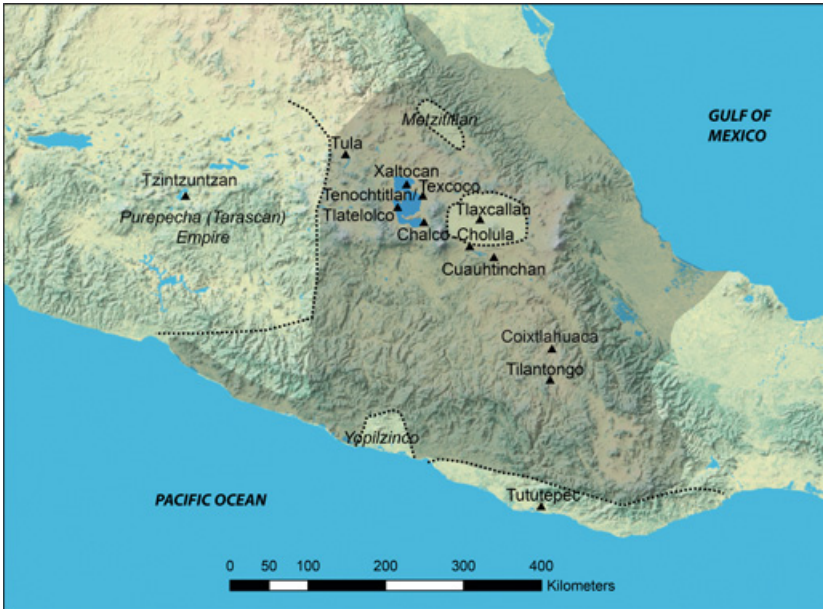 GULF OF
MEXICO
Metztitlan
Tula
Xaltocan
Tzintzuntzan
Texcoco
Tenochtitlan/
Tlatelolco
Tlaxcallan
Purepecha (Tarascan)
Empire
Chalco
Cholula
Cuauhtinchan
Coixtlahuaca
Tilantongo
Yopilzinco
PACIFIC OCEAN
Tututepec
0 50 100 200 300 400
Kilometers